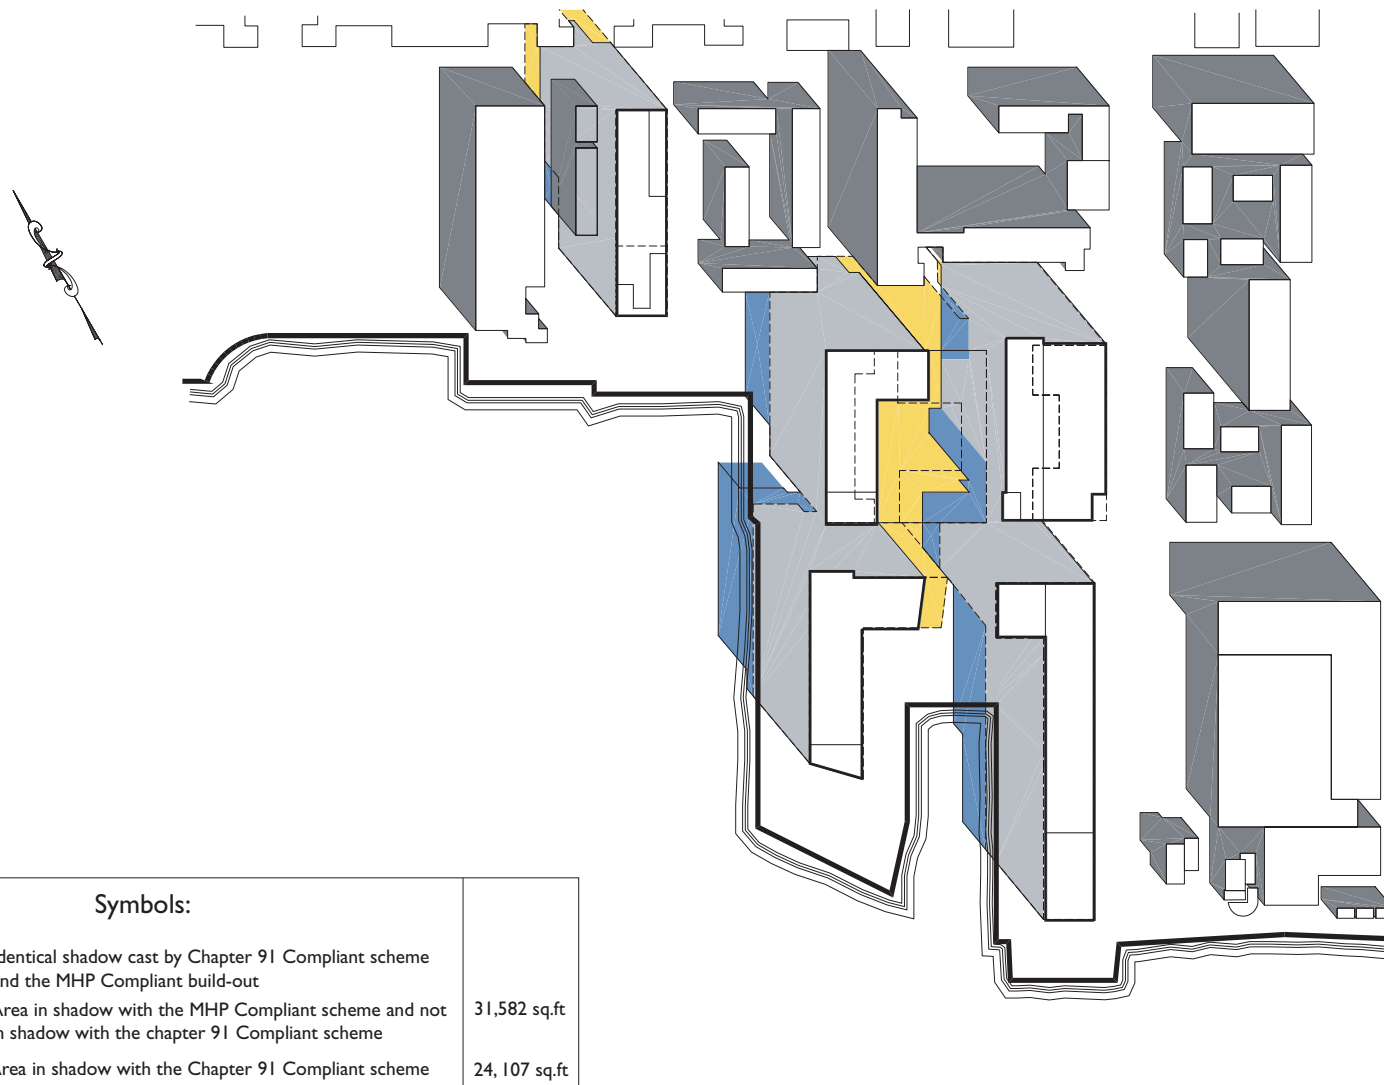 Symbols:
dentical shadow cast by Chapter 91 Compliant scheme
nd the MHP Compliant build-out
Area in shadow with the MHP Compliant scheme and not
n shadow with the chapter 91 Compliant scheme
31,582 sq.ft
Area in shadow with the Chapter 91 Compliant scheme
24, 107 sq.ft